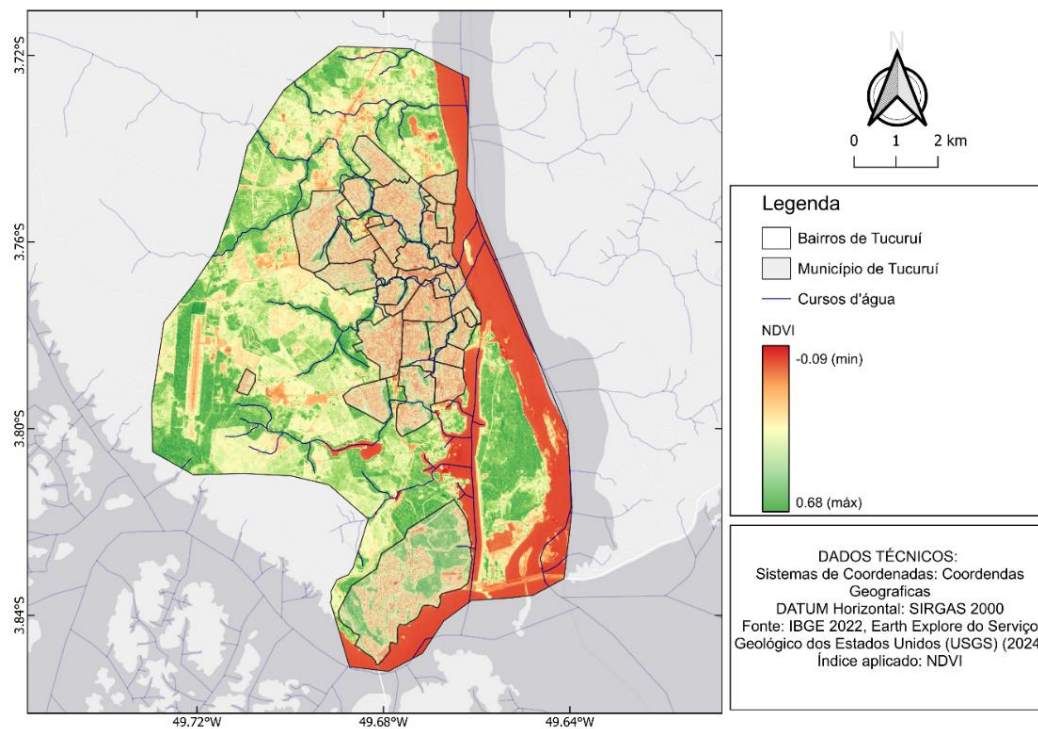 3.72°S
3.76°S
3.80°S
3.84°S
49.72°W
49.68°W
49.64°W
N
0 1 2 km
Legenda
Bairros de Tucuruí
Município de Tucuruí
Cursos d'água
NDVI
-0.09 (min)
0.68 (máx)
DADOS TÉCNICOS:
Sistemas de Coordenadas: Coordendas
Geograficas
DATUM Horizontal: SIRGAS 2000
Fonte: IBGE 2022, Earth Explore do Serviço
Geológico dos Estados Unidos (USGS) (2024
Índice aplicado: NDVI